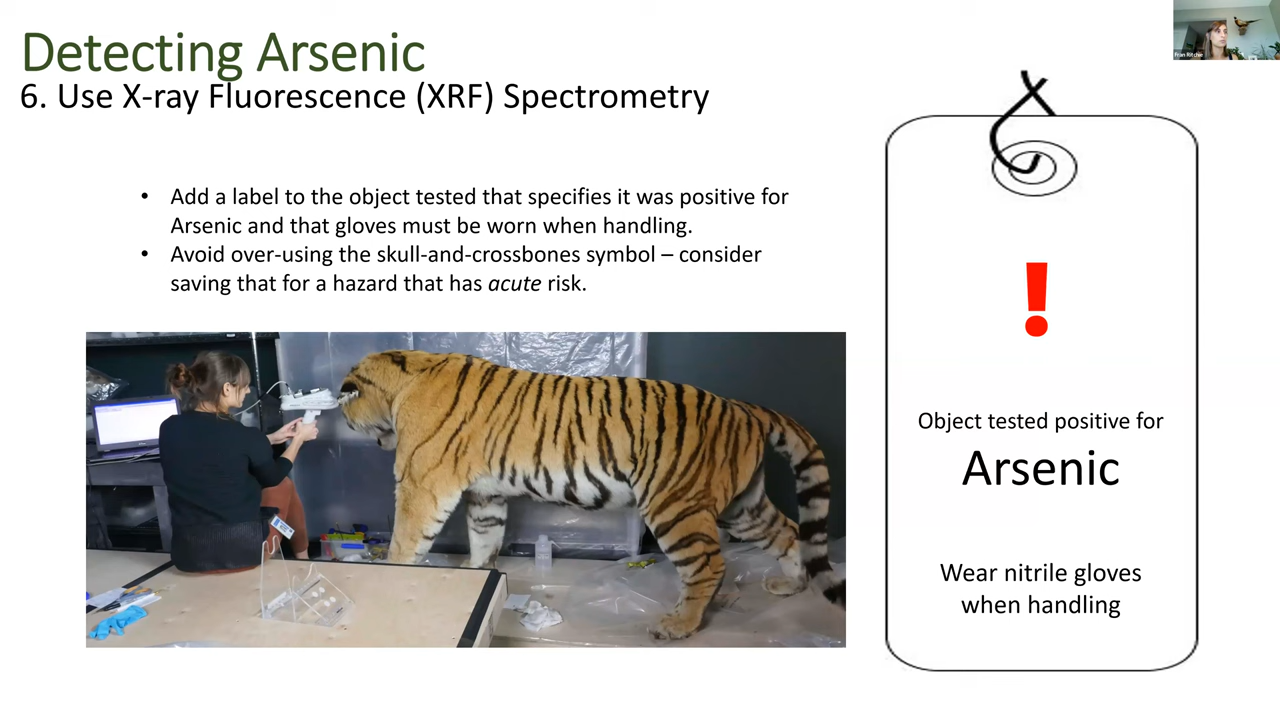 Detecting Arsenic
6. Use X-ray Fluorescence (XRF) Spectrometry
• Add a label to the object tested that specifies it was positive for
Arsenic and that gloves must be worn when handling.
• Avoid over-using the skull-and-crossbones symbol – consider
saving that for a hazard that has acute risk.
!
Object tested positive for
Arsenic
Wear nitrile gloves
when handling
Fran Ritchie